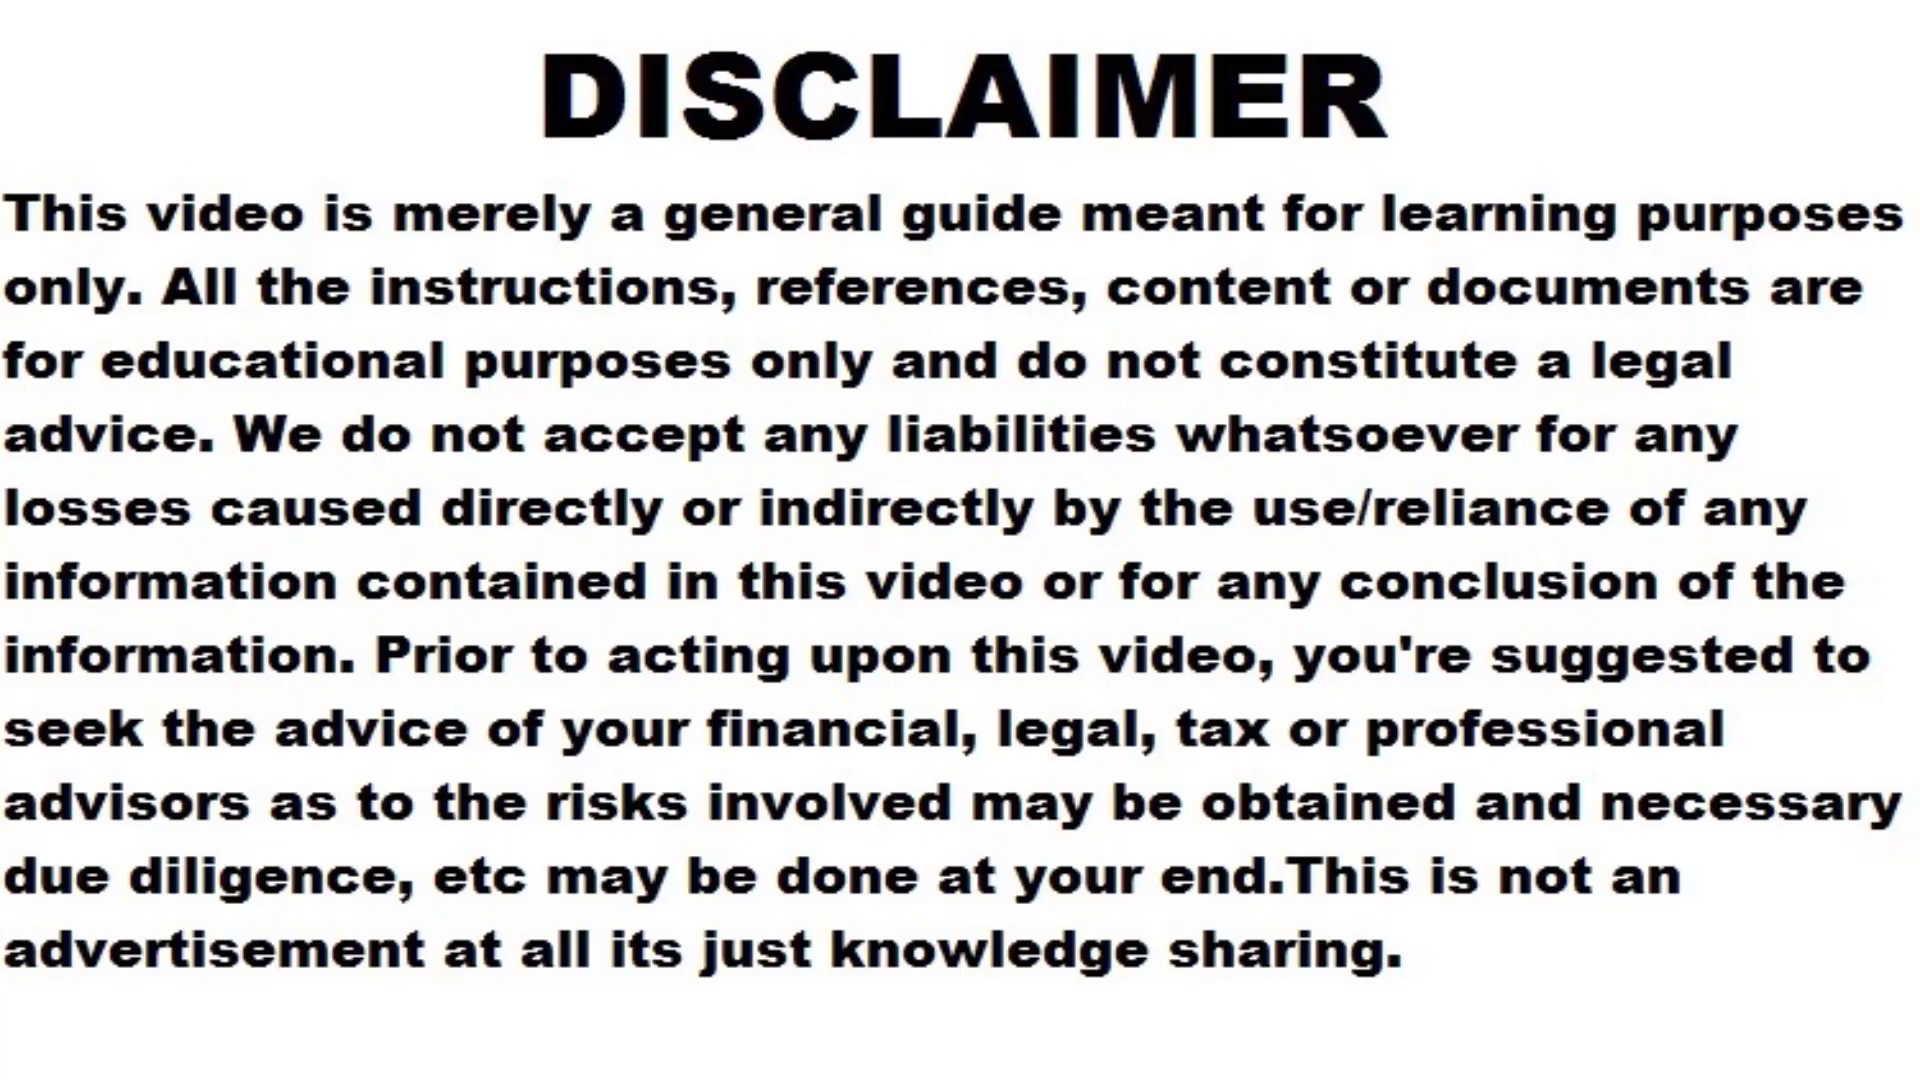 DISCLAIMER
This video is merely a general guide meant for learning purposes
only. All the instructions, references, content or documents are
for educational purposes only and do not constitute a legal
advice. We do not accept any liabilities whatsoever for any
losses caused directly or indirectly by the use/reliance of any
information contained in this video or for any conclusion of the
information. Prior to acting upon this video, you're suggested to
seek the advice of your financial, legal, tax or professional
advisors as to the risks involved may be obtained and necessary
due diligence, etc may be done at your end.This is not an
advertisement at all its just knowledge sharing.